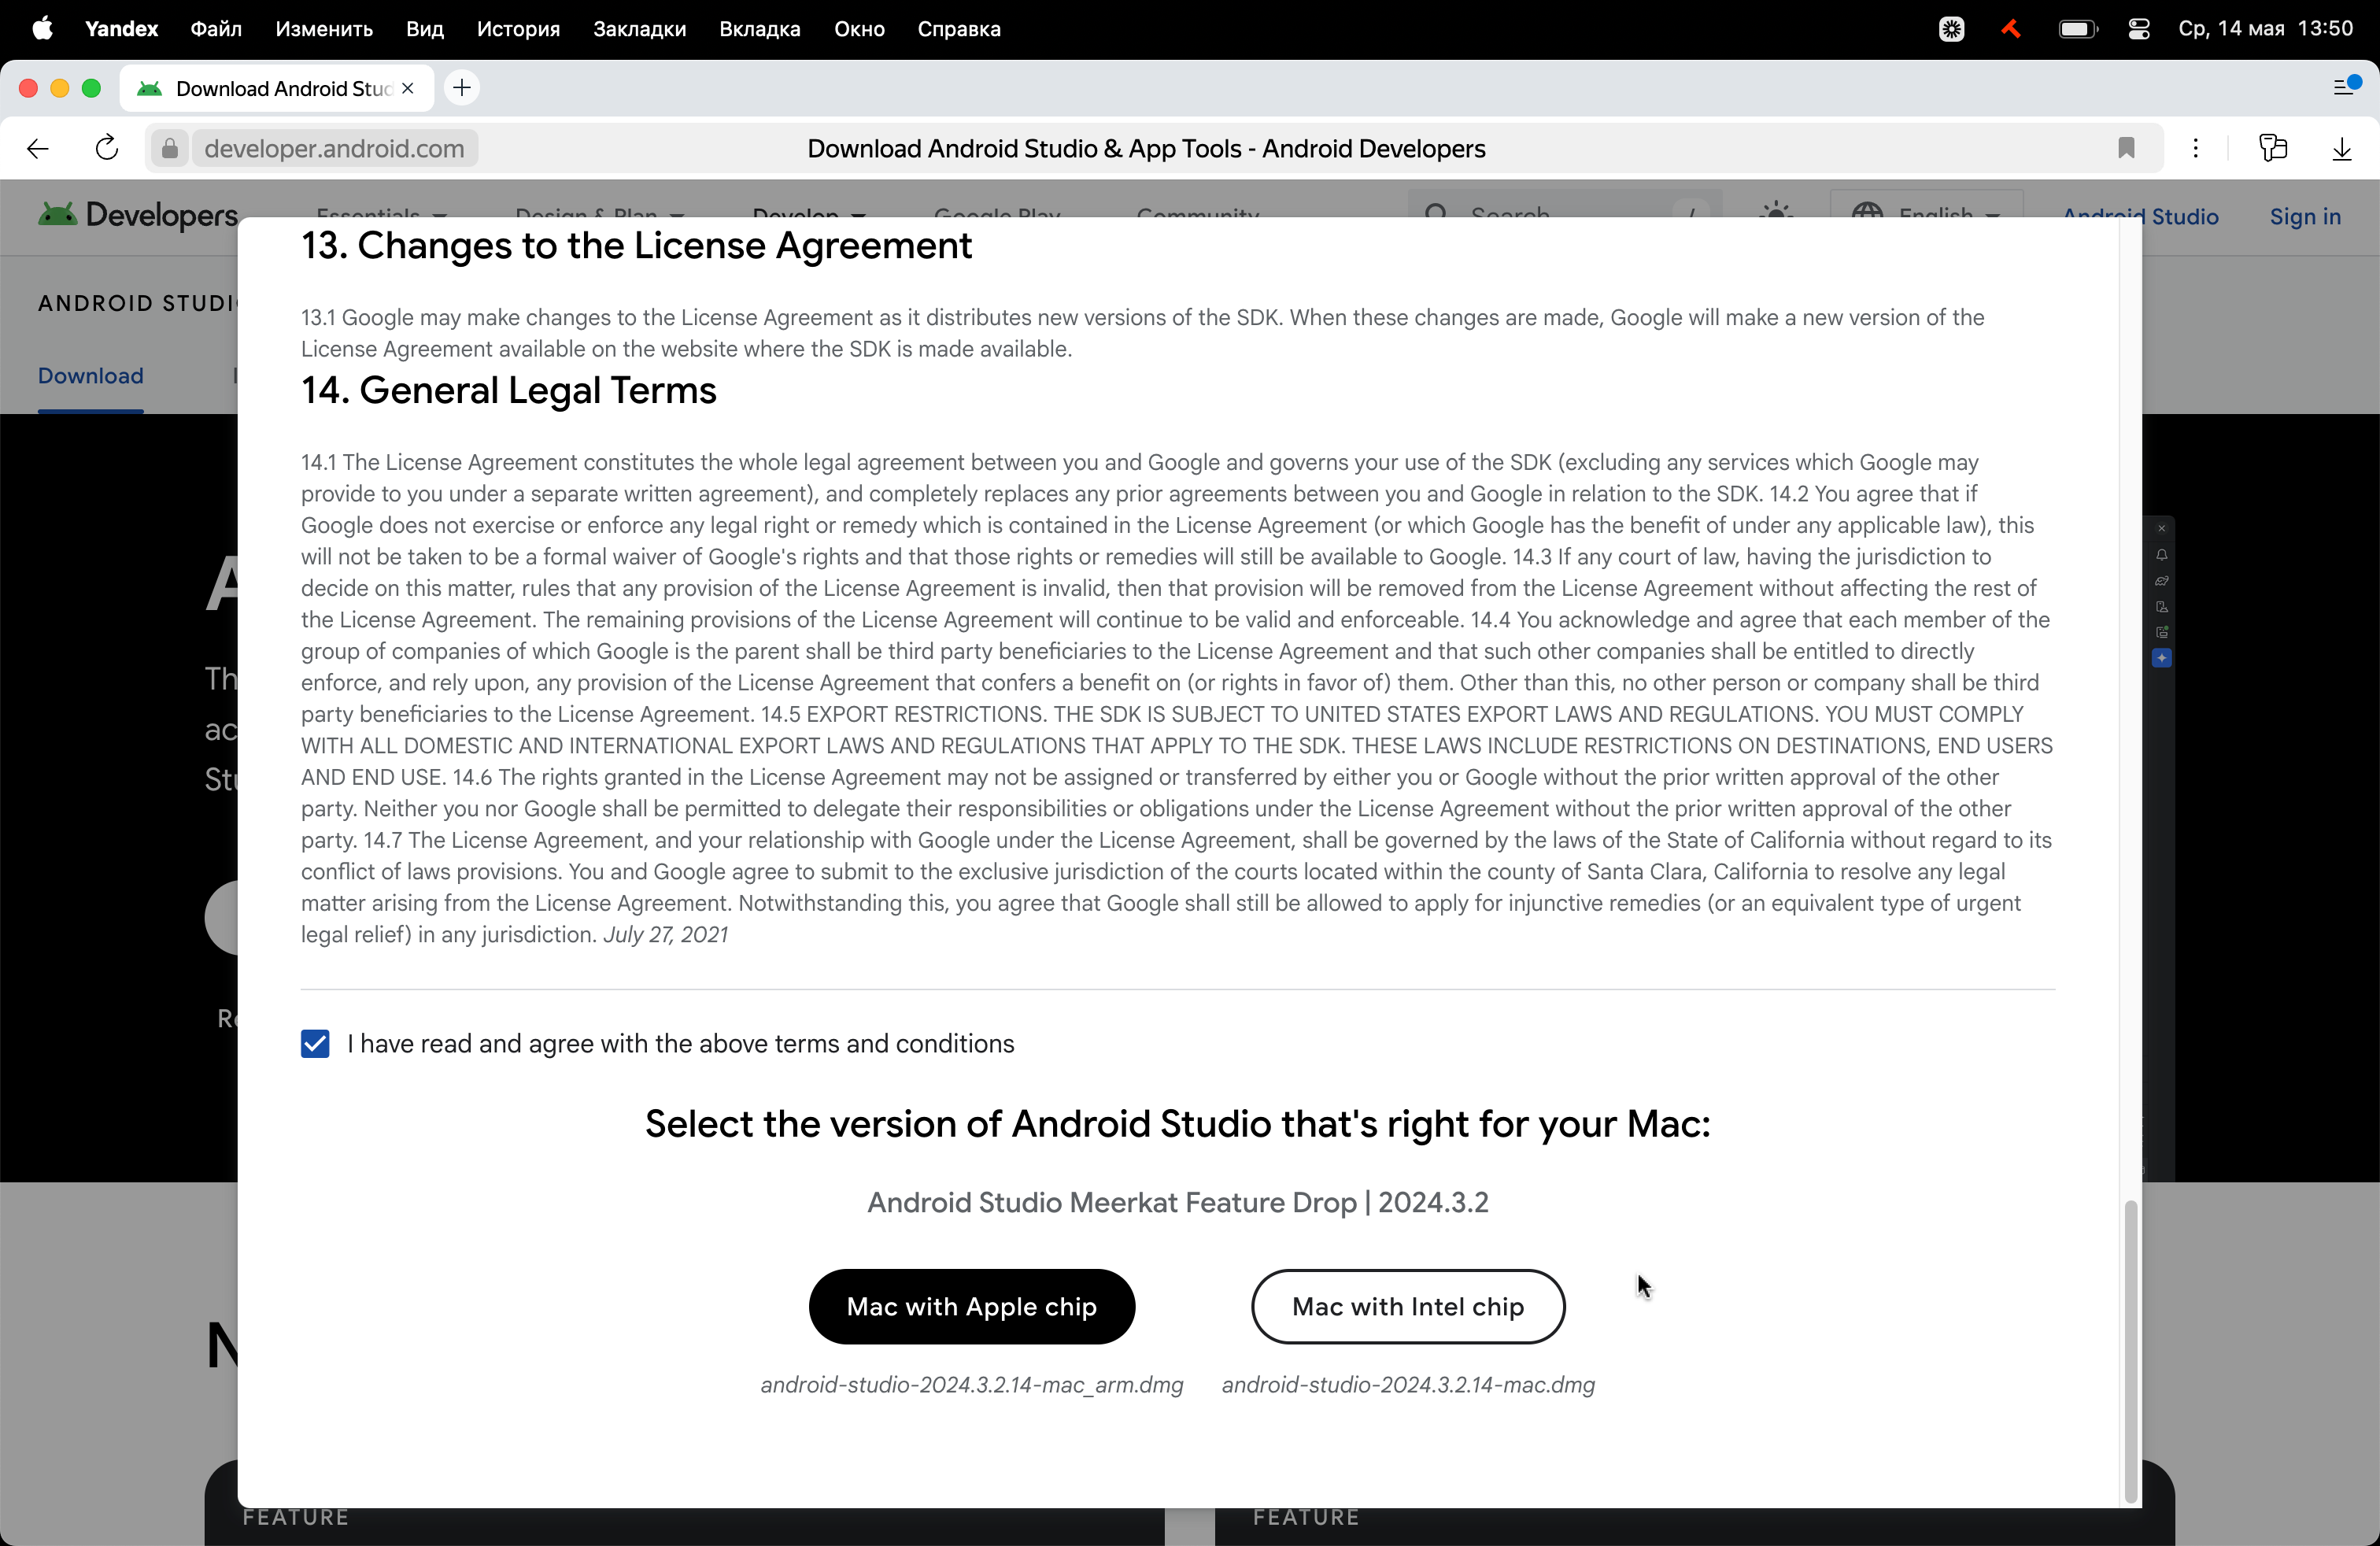 Yandex Файл Изменить Вид История Закладки Вкладка Окно Справка Ср, 14 мая 13:50
Download Android Stud
developer.android.com Download Android Studio & App Tools - Android Developers
Developers Essentials Design & Plan Develop Google Play Community Search / English Android Studio Sign in
ANDROID STUDIO
Download
13. Changes to the License Agreement
13.1 Google may make changes to the License Agreement as it distributes new versions of the SDK. When these changes are made, Google will make a new version of the
License Agreement available on the website where the SDK is made available.
14. General Legal Terms
14.1 The License Agreement constitutes the whole legal agreement between you and Google and governs your use of the SDK (excluding any services which Google may
provide to you under a separate written agreement), and completely replaces any prior agreements between you and Google in relation to the SDK. 14.2 You agree that if
Google does not exercise or enforce any legal right or remedy which is contained in the License Agreement (or which Google has the benefit of under any applicable law), this
will not be taken to be a formal waiver of Google's rights and that those rights or remedies will still be available to Google. 14.3 If any court of law, having the jurisdiction to
decide on this matter, rules that any provision of the License Agreement is invalid, then that provision will be removed from the License Agreement without affecting the rest of
the License Agreement. The remaining provisions of the License Agreement will continue to be valid and enforceable. 14.4 You acknowledge and agree that each member of the
group of companies of which Google is the parent shall be third party beneficiaries to the License Agreement and that such other companies shall be entitled to directly
enforce, and rely upon, any provision of the License Agreement that confers a benefit on (or rights in favor of) them. Other than this, no other person or company shall be third
party beneficiaries to the License Agreement. 14.5 EXPORT RESTRICTIONS. THE SDK IS SUBJECT TO UNITED STATES EXPORT LAWS AND REGULATIONS. YOU MUST COMPLY
WITH ALL DOMESTIC AND INTERNATIONAL EXPORT LAWS AND REGULATIONS THAT APPLY TO THE SDK. THESE LAWS INCLUDE RESTRICTIONS ON DESTINATIONS, END USERS
AND END USE. 14.6 The rights granted in the License Agreement may not be assigned or transferred by either you or Google without the prior written approval of the other
party. Neither you nor Google shall be permitted to delegate their responsibilities or obligations under the License Agreement without the prior written approval of the other
party. 14.7 The License Agreement, and your relationship with Google under the License Agreement, shall be governed by the laws of the State of California without regard to its
conflict of laws provisions. You and Google agree to submit to the exclusive jurisdiction of the courts located within the county of Santa Clara, California to resolve any legal
matter arising from the License Agreement. Notwithstanding this, you agree that Google shall still be allowed to apply for injunctive remedies (or an equivalent type of urgent
legal relief) in any jurisdiction. July 27, 2021
I have read and agree with the above terms and conditions
Select the version of Android Studio that's right for your Mac:
Android Studio Meerkat Feature Drop | 2024.3.2
Mac with Apple chip Mac with Intel chip
android-studio-2024.3.2.14-mac_arm.dmg android-studio-2024.3.2.14-mac.dmg
FEATURE FEATURE